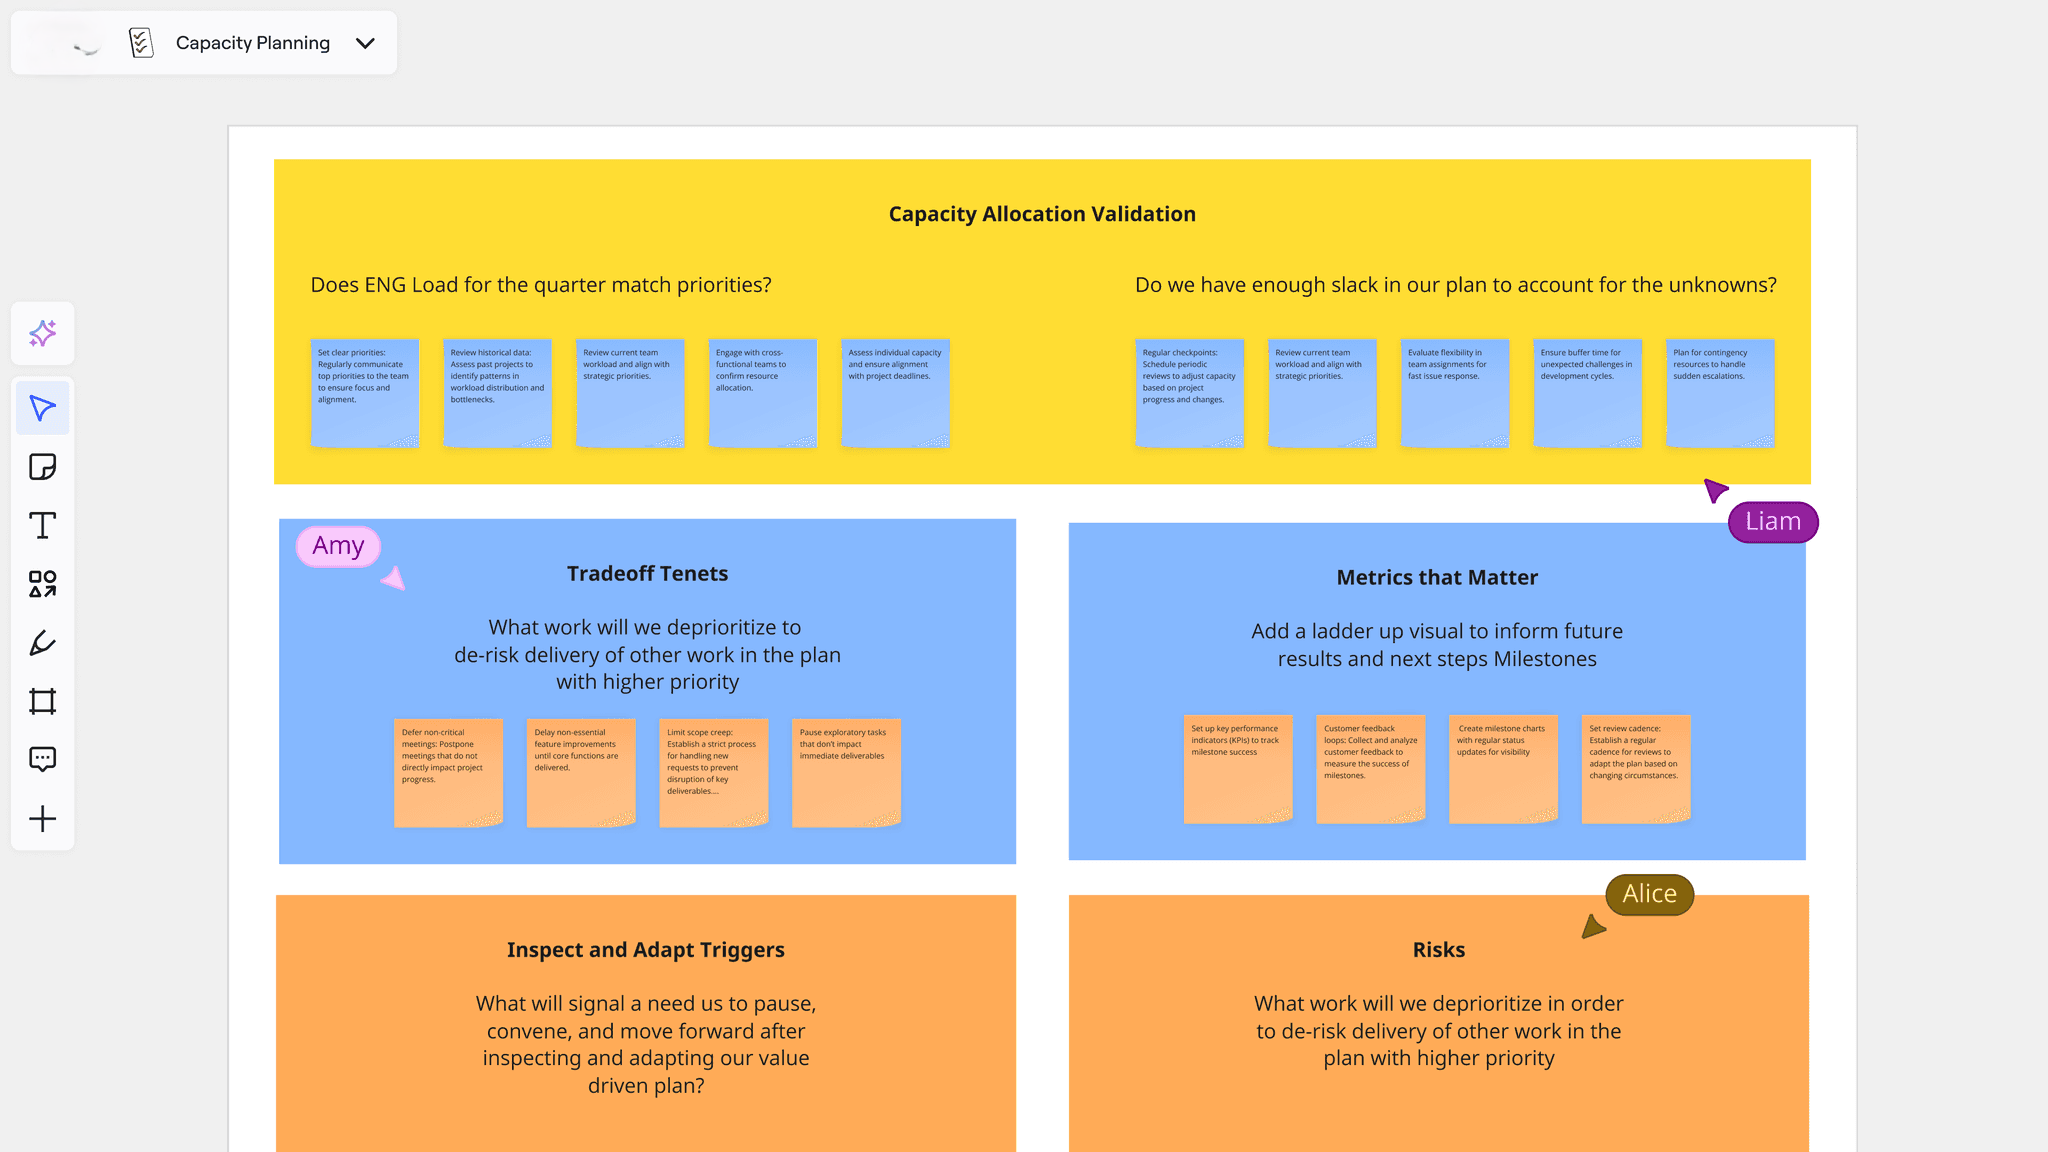 Capacity Planning
Capacity Allocation Validation
Does ENG Load for the quarter match priorities?
Set clear priorities:
Regularly communicate
top priorities to the team
to ensure focus and
alignment.
Review historical data:
Assess past projects to
identify patterns in
workload distribution and
bottlenecks.
Review current team
workload and align with
strategic priorities.
Engage with cross-
functional teams to
confirm resource
allocation.
Assess individual capacity
and ensure alignment
with project deadlines.
Do we have enough slack in our plan to account for the unknowns?
Regular checkpoints:
Schedule periodic
reviews to adjust capacity
based on project
progress and changes.
Review current team
workload and align with
strategic priorities.
Evaluate flexibility in
team assignments for
fast issue response.
Ensure buffer time for
unexpected challenges in
development cycles.
Plan for contingency
resources to handle
sudden escalations.
Liam
Amy
Tradeoff Tenets
What work will we deprioritize to
de-risk delivery of other work in the plan
with higher priority
Defer non-critical
meetings: Postpone
meetings that do not
directly impact project
progress.
Delay non-essential
feature improvements
until core functions are
delivered.
Limit scope creep:
Establish a strict process
for handling new
requests to prevent
disruption of key
deliverables....
Pause exploratory tasks
that don't impact
immediate deliverables
Metrics that Matter
Add a ladder up visual to inform future
results and next steps Milestones
Set up key performance
indicators (KPIs) to track
milestone success
Customer feedback
loops: Collect and analyze
customer feedback to
measure the success of
milestones.
Create milestone charts
with regular status
updates for visibility
Set review cadence:
Establish a regular
cadence for reviews to
adapt the plan based on
changing circumstances.
Alice
Inspect and Adapt Triggers
What will signal a need us to pause,
convene, and move forward after
inspecting and adapting our value
driven plan?
Risks
What work will we deprioritize in order
to de-risk delivery of other work in the
plan with higher priority